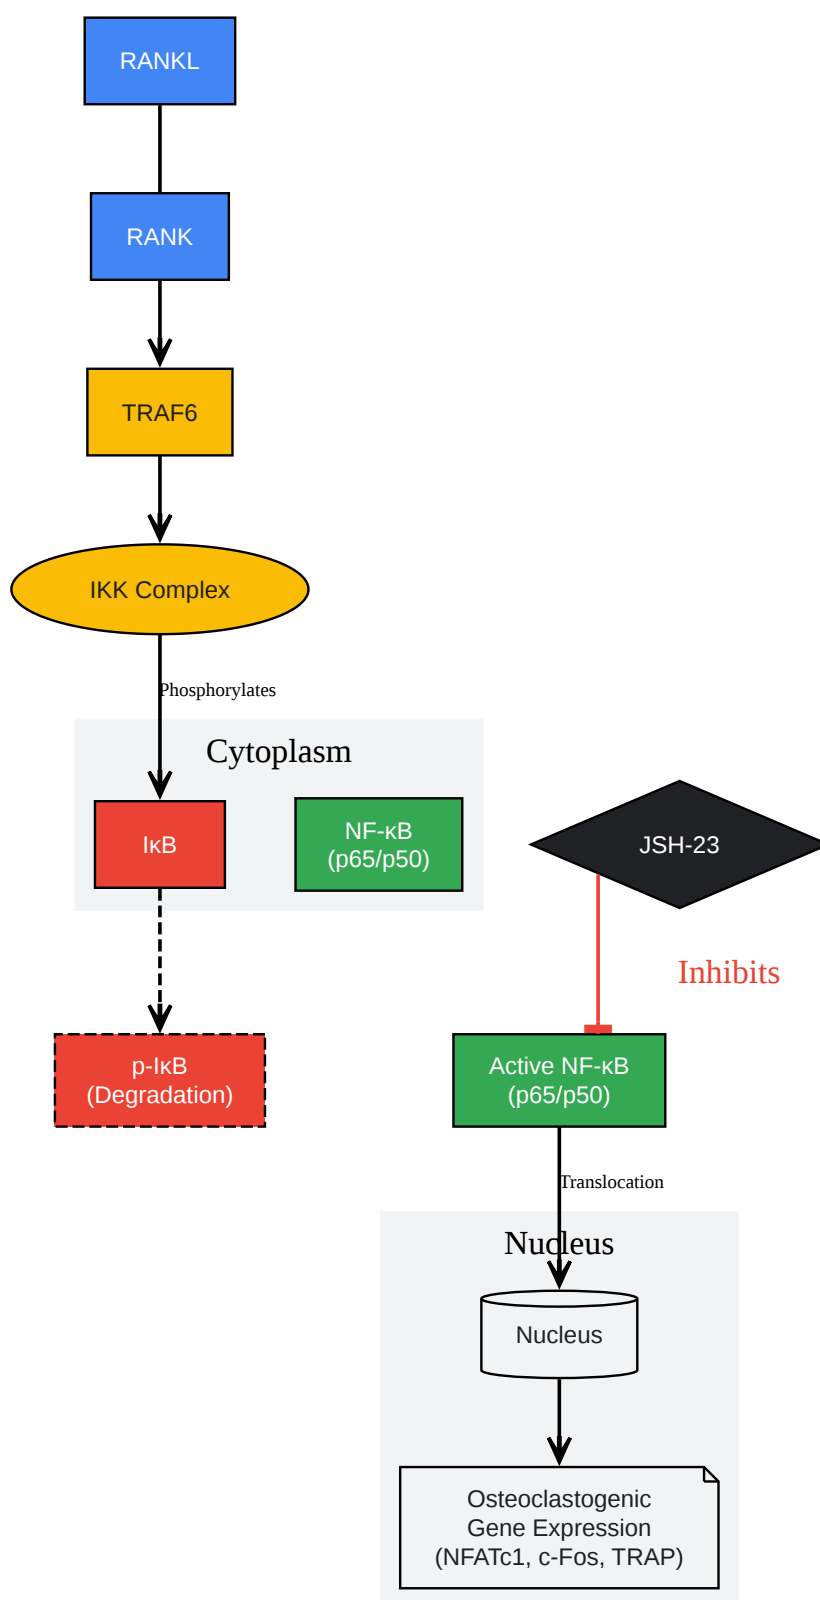 RANKL
RANK
TRAF6
IKK Complex
Phosphorylates
Cytoplasm
IκB
NF-κB
(p65/p50)
JSH-23
Inhibits
p-IκB
(Degradation)
Active NF-κB
(p65/p50)
Translocation
Nucleus
Nucleus
Osteoclastogenic
Gene Expression
(NFATc1, c-Fos, TRAP)